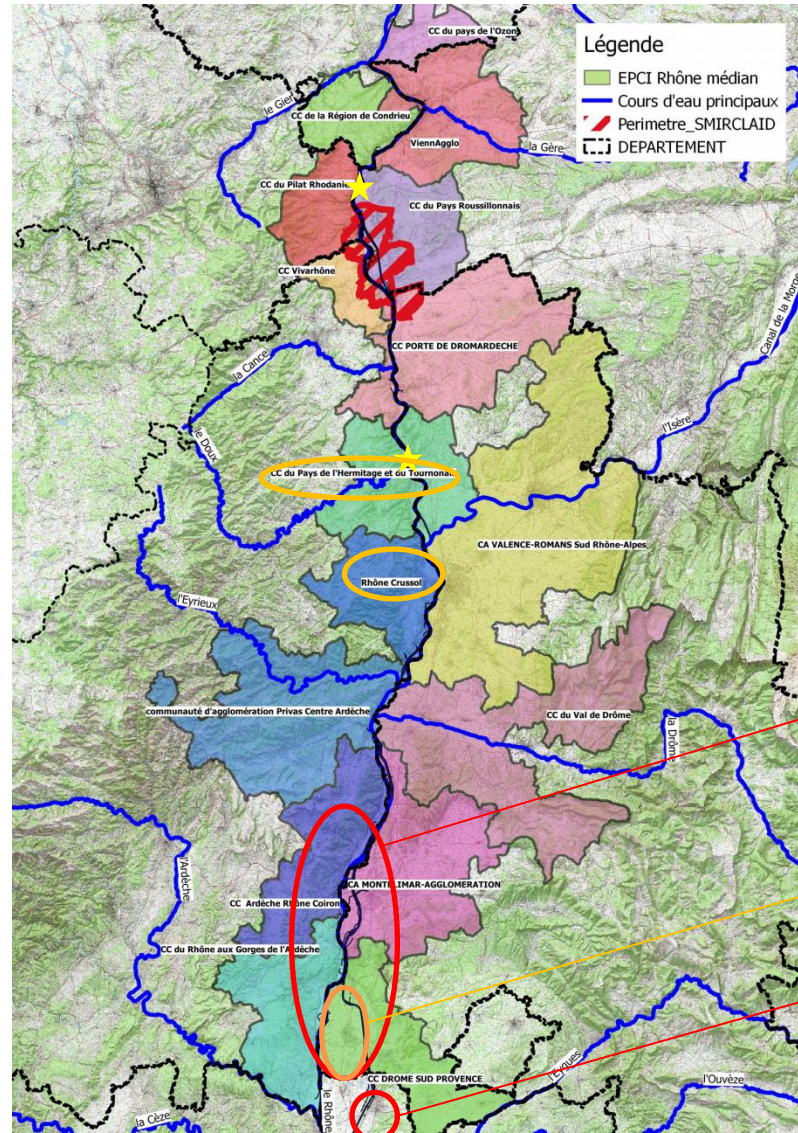 CC du pays de l'Ozon
Légende
EPCI Rhône médian
Cours d'eau principaux
Perimetre_SMIRCLAID
DEPARTEMENT
le Gier
CC de la Région de Condrieu
ViennAgglo
la Gère
CC du Pilat Rhodanie
CC du Pays Roussillonnais
CC Vivarhône
Canal de la Moron
CC PORTE DE DROMARDECHE
la Cance
le Doux
l'Isère
CC du Pays de l'Hermitage et du Tournonais
CA VALENCE-ROMANS Sud Rhône-Alpes
Rhône Crussol
l'Eyrieux
communauté d'agglomération Privas Centre Ardèche
CC du Val de Drôme
la Drôme
l'Ardèche
CA MONTELIMAR-AGGLOMERATION
CC Ardèche Rhône Coiron
CC du Rhône aux Gorges de l'Ardèche
CC DROME SUD PROVENCE
l'Eygues
l'Ouvèze
le Rhône
la Cèze